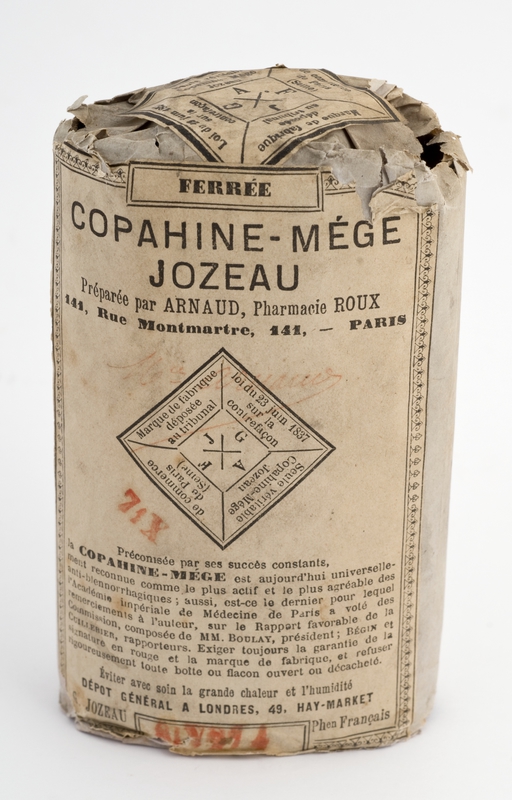 Marque de fabrique
FERRÉE
COPAHINE-MÉGE
JOZEAU
Préparée par ARNAUD, Pharmacie ROUX
141, Rue Montmartre, 141, — PARIS
Marque de fabrique
déposée
au tribunal
loi du 23 juin 1857
sur la
contrefaçon
J G
F A
de commerce
de Paris
(Seine)
Seule véritable
Copahine-Mége
Jozeau
Préconisée par ses succès constants,
la COPAHINE-MÉGE est aujourd'hui universelle-
ment reconnue comme le plus actif et le plus agréable des
anti-blennorrhagiques; aussi, est-ce le dernier pour lequel
l'Académie impériale de Médecine de Paris a voté des
remerciements à l'auteur, sur le Rapport favorable de la
Commission, composée de MM. BOULAY, président; BÉGIN et
CULLERIER, rapporteurs. Exiger toujours la garantie de la
signature en rouge et la marque de fabrique, et refuser
rigoureusement toute boîte ou flacon ouvert ou décacheté.
Éviter avec soin la grande chaleur et l'humidité
DÉPOT GÉNÉRAL A LONDRES, 49, HAY-MARKET
JOZEAU
Phen Français